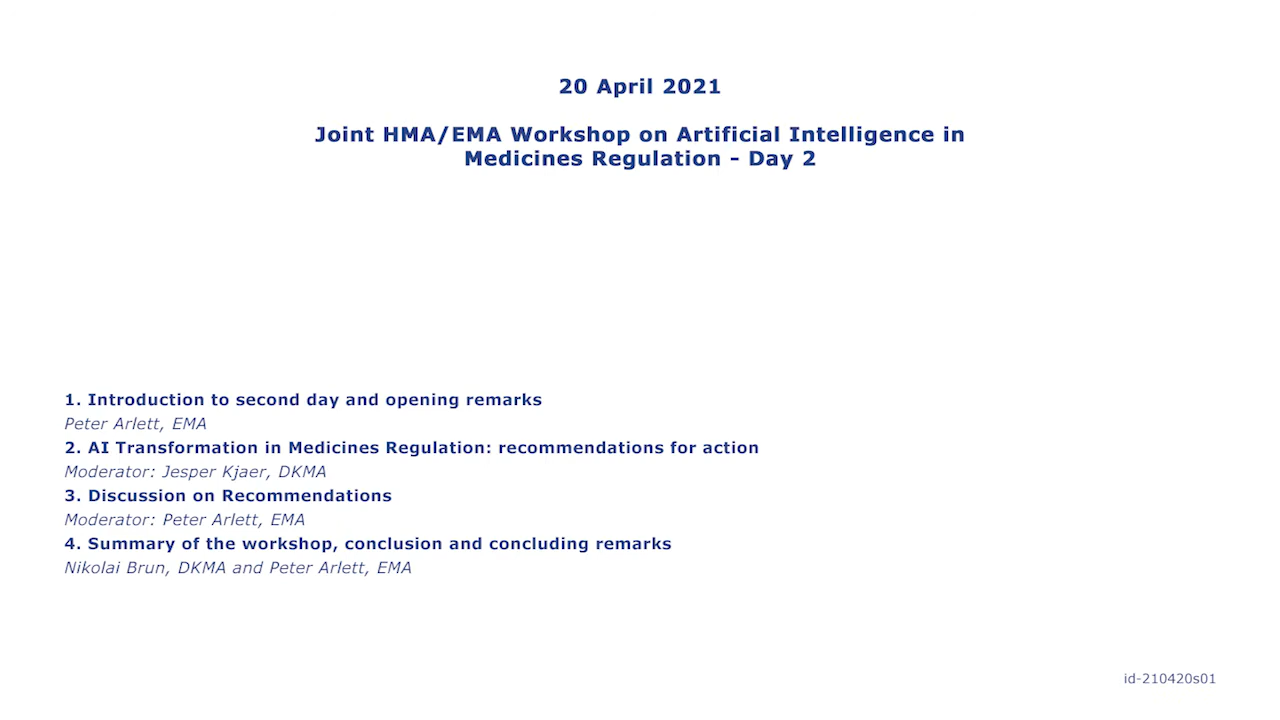 20 April 2021
Joint HMA/EMA Workshop on Artificial Intelligence in
Medicines Regulation - Day 2
1. Introduction to second day and opening remarks
Peter Arlett, EMA
2. AI Transformation in Medicines Regulation: recommendations for action
Moderator: Jesper Kjaer, DKMA
3. Discussion on Recommendations
Moderator: Peter Arlett, EMA
4. Summary of the workshop, conclusion and concluding remarks
Nikolai Brun, DKMA and Peter Arlett, EMA
id-210420s01